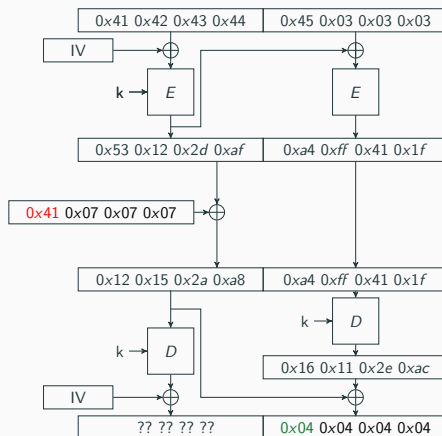 0x41 0x42 0x43 0x44 0x45 0x03 0x03 0x03
IV
k E E
0x53 0x12 0x2d 0xaf 0xa4 0xff 0x41 0x1f
0x41 0x07 0x07 0x07
0x12 0x15 0x2a 0xa8 0xa4 0xff 0x41 0x1f
k D
k D
0x16 0x11 0x2e 0xac
IV
?? ?? ?? ?? 0x04 0x04 0x04 0x04